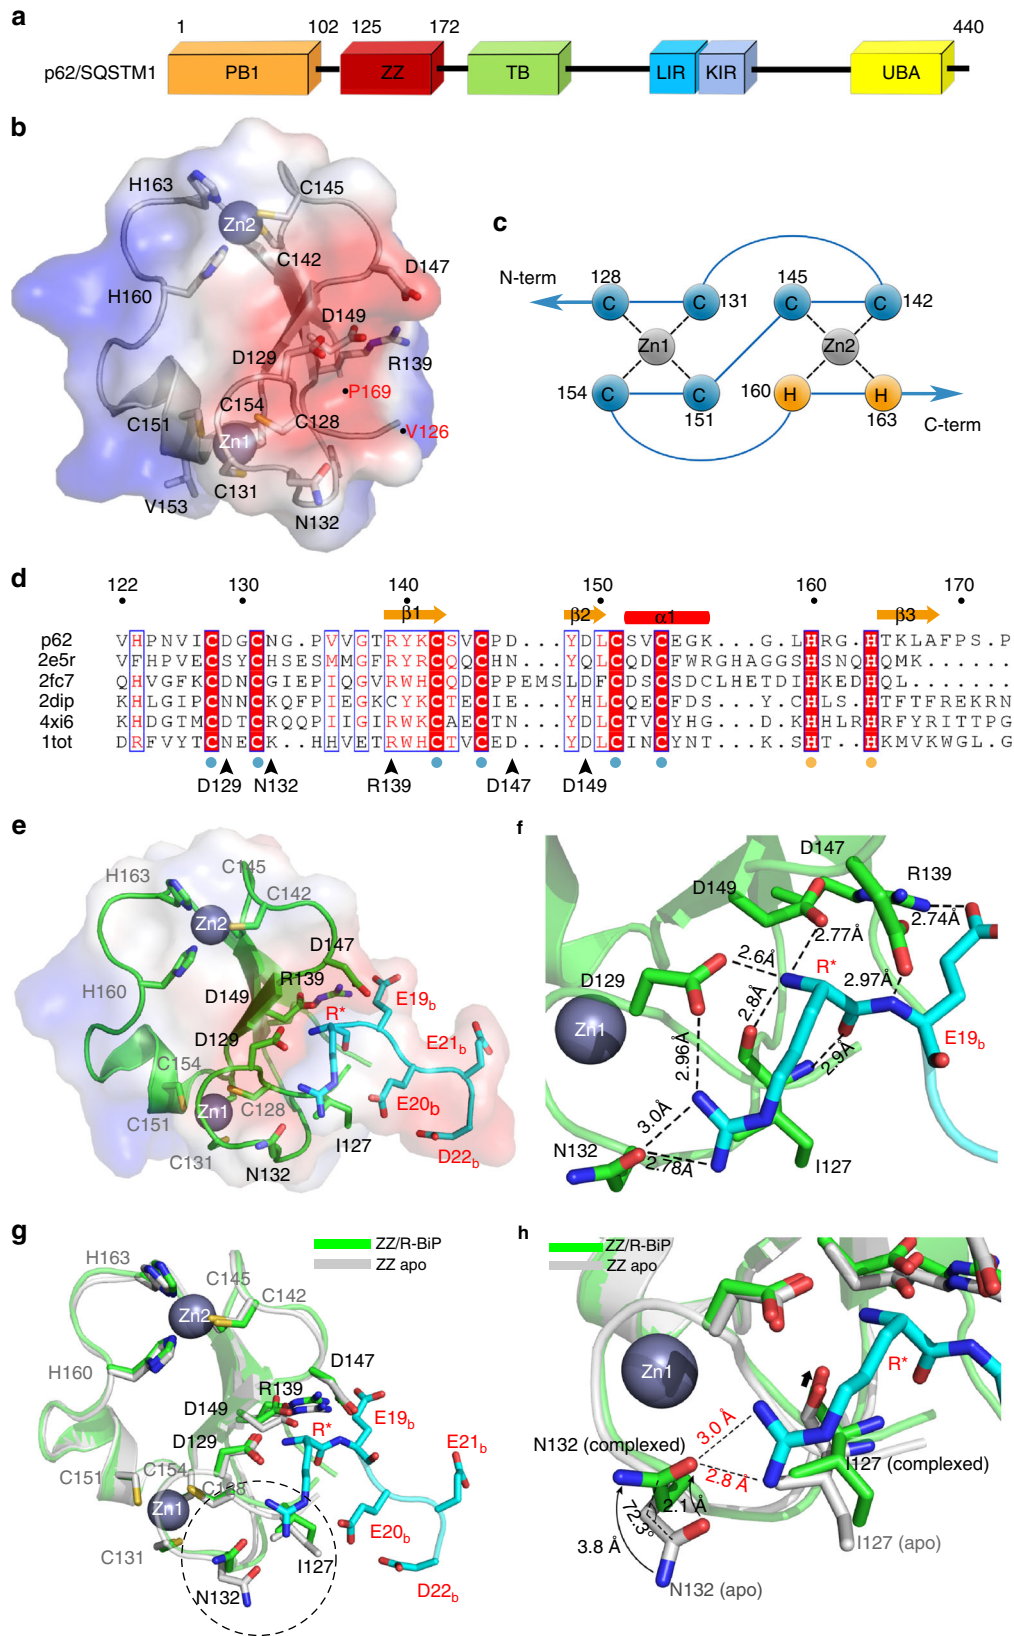 a
1 102 125 172 440
p62/SQSTM1 PB1 ZZ TB LIR KIR UBA
b
H163 C145
Zn2
C142
D147
H160
D149
D129
R139
P169
C154
C151
C128
V126
Zn1
C131
V153
N132
c
N-term 128 131 145 142
C C C C
Zn1 Zn2
154 C C 151 160 H H 163
C-term
d
122 130 140 150 160 170
β1 β2 α1 β3
p62 VHPNVICDGCNG.PVVGTRYKCSVCPD...YDLCSVCEGK...G.LHRG.HTKLAFPS.P
2e5r VFHPVECSYCHSESMMGFRYRCQQCHN...YQLCQDCFWRGHAGGSHSNQHQMK......
2fc7 QHVGFKCDNCGIEPIQGVRWHCQDCPPEMSLDFCDSCSDCLHETDIHKEDHQL.......
2dip KHLGIPCNNCKQFPIEGKCYKCTECIE...YHLCQECFDS...Y.CHLS.HTFTFREKRN
4xi6 KHDGTMCDTCRQQPIIGIRWKCAECTN...YDLCTVCYHG...D.KHHLRHRFYRITTPG
1tot DRFVYTCNECK..HHVETRWHCTVCED...YDLCINCYNT...K.SHTH.HKMVKWGL.G
D129 N132 R139 D147 D149
e
H163 C145
C142
Zn2
D147
H160
D149 R139
E19b
R*
D129
E21b
C154
Zn1
C128
E20b
C151
I127
D22b
C131
N132
f
D147
D149 R139
2.74Å
2.77Å
2.6Å
R*
D129
2.97Å
2.8Å
Zn1
E19b
2.96Å
2.9Å
3.0Å
N132
2.78Å
I127
g
ZZ/R-BiP
ZZ apo
H163
C145
C142
Zn2
H160
D147
R139
D149
R*
E19b
D129
E21b
C154
C151
C128
Zn1
E20b
C131
I127
D22b
N132
h
ZZ/R-BiP
ZZ apo
Zn1
R*
3.0 Å
N132 (complexed)
I127 (complexed)
2.8 Å
2.1 Å
72.3°
3.8 Å
I127 (apo)
N132 (apo)